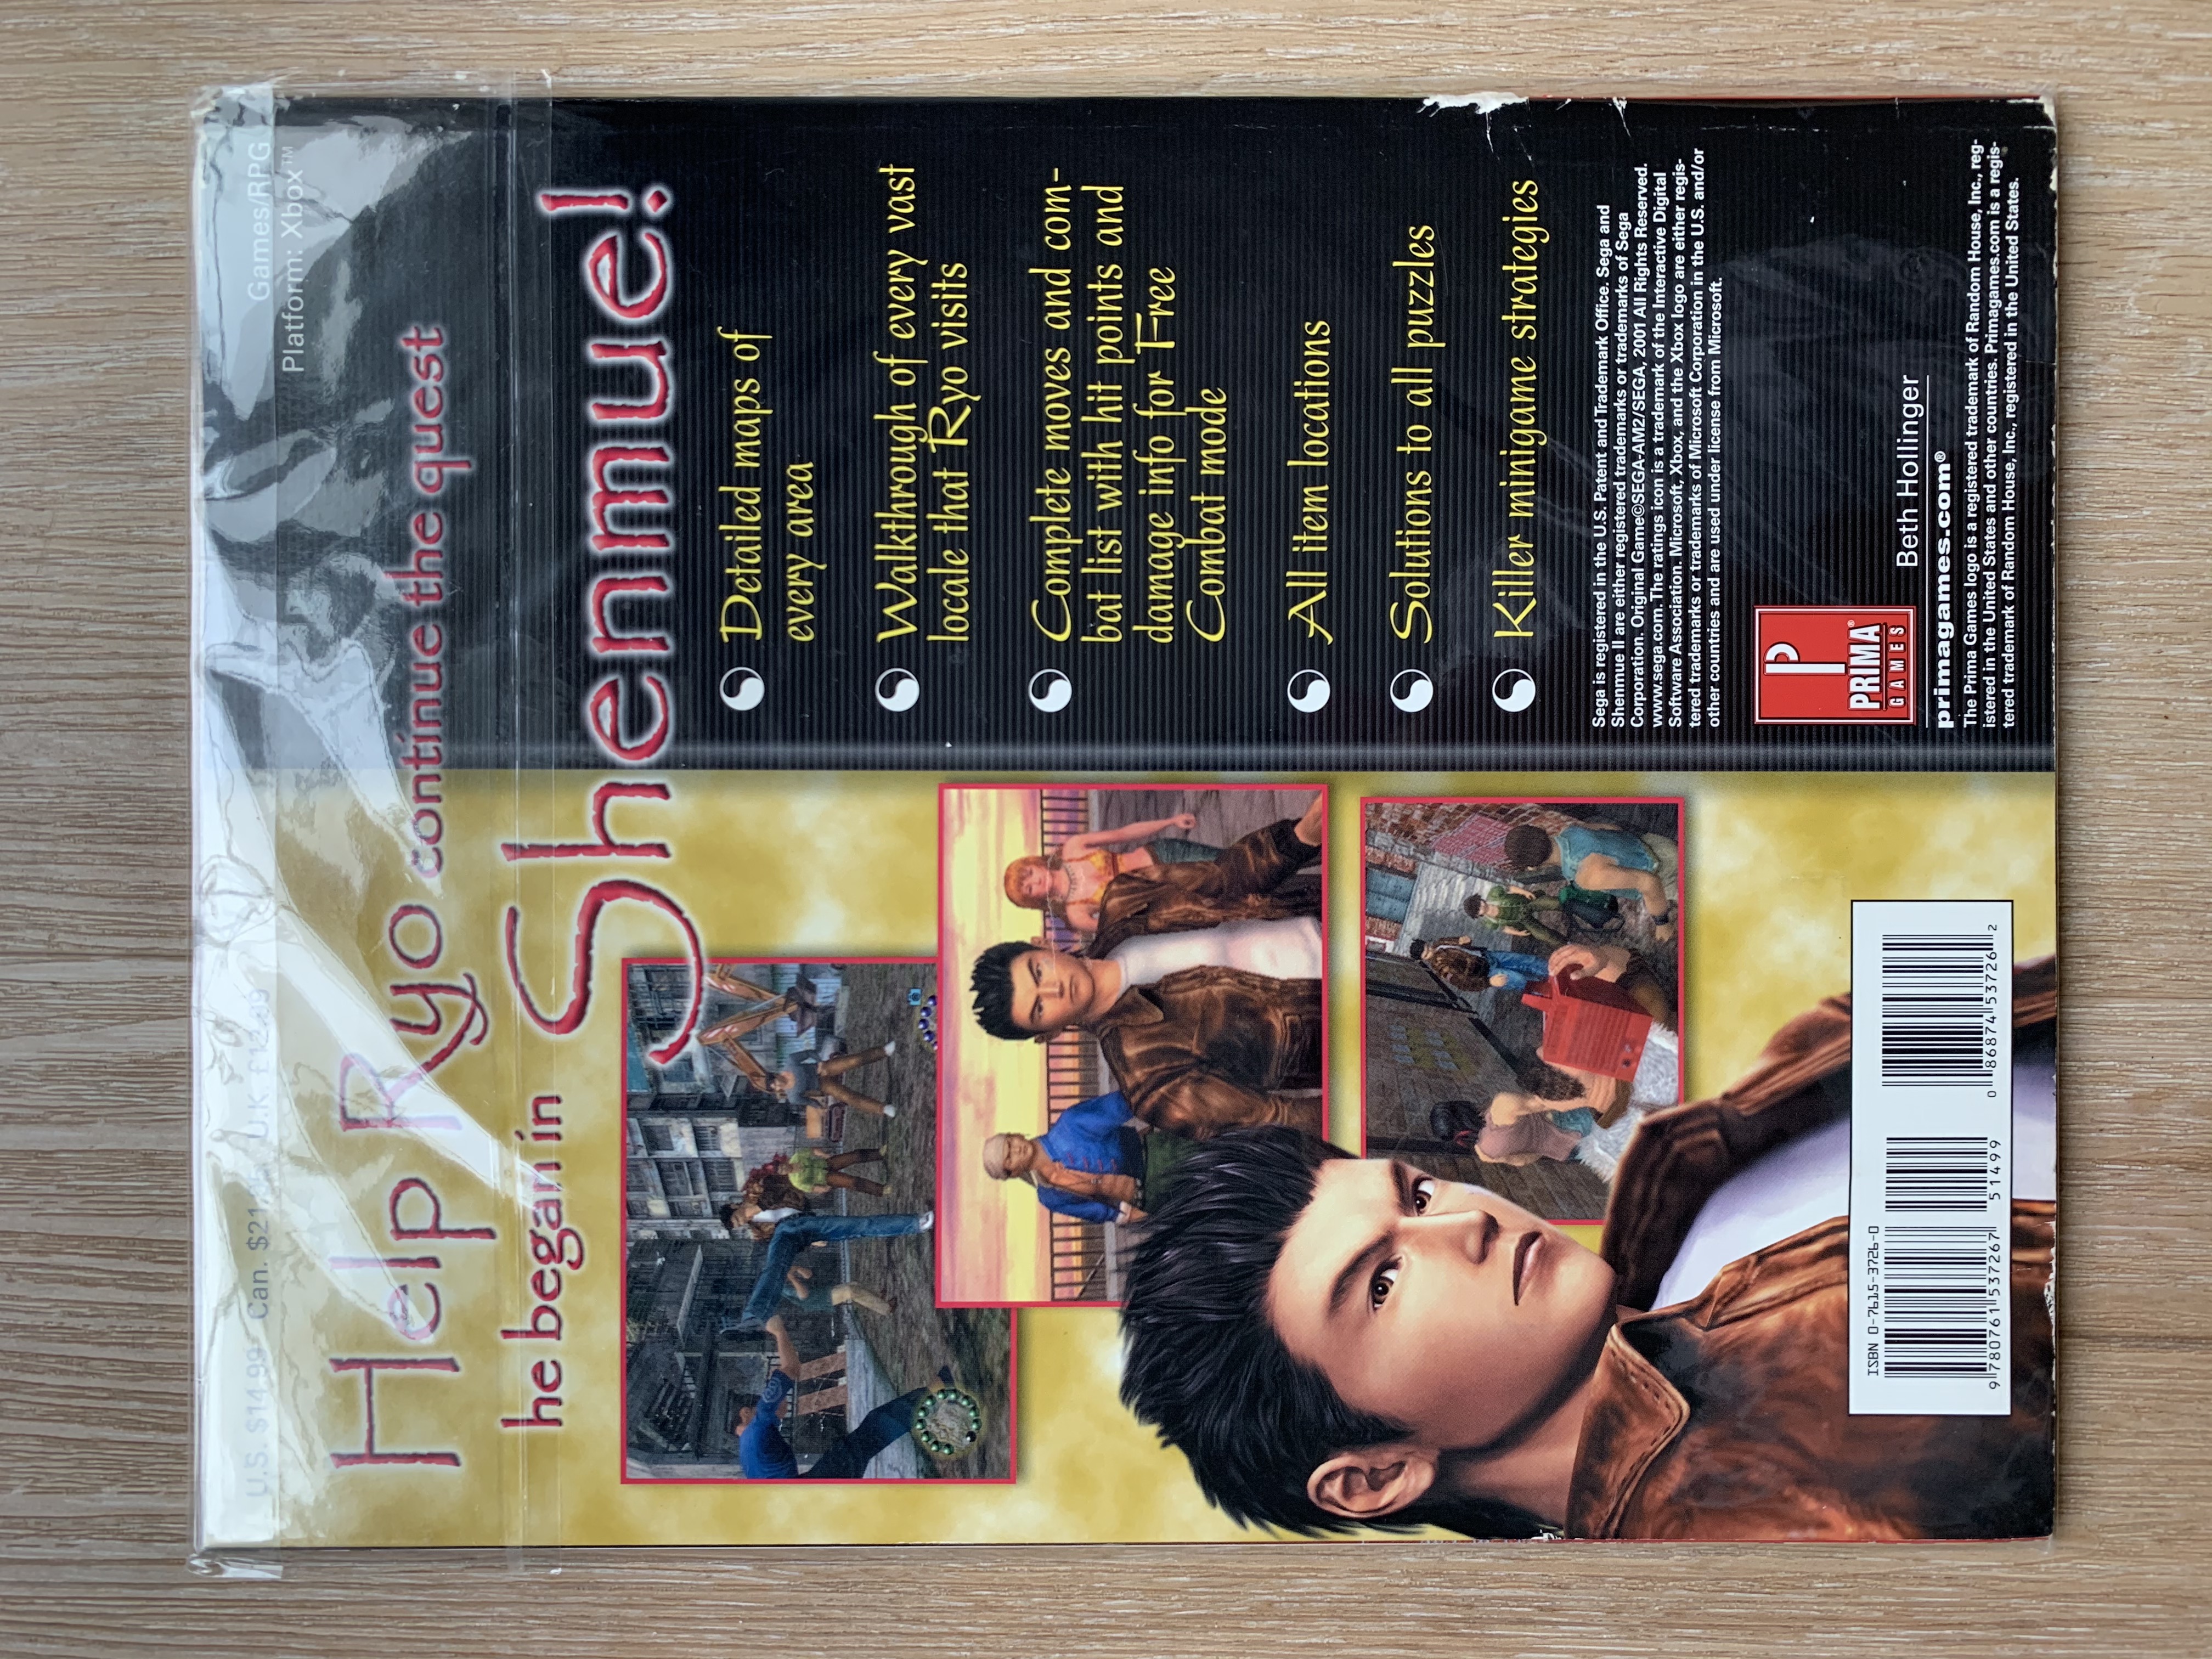 U.S. $14.99 Can. $21.95 U.K. £12.99
Games/RPG
Platform: Xbox™
Help Ryo continue the quest
he began in Shenmue!
Detailed maps of
every area
Walkthrough of every vast
locale that Ryo visits
Complete moves and com-
bat list with hit points and
damage info for Free
Combat mode
All item locations
Solutions to all puzzles
Killer minigame strategies
Sega is registered in the U.S. Patent and Trademark Office. Sega and
Shenmue II are either registered trademarks or trademarks of Sega
Corporation. Original Game©SEGA-AM2/SEGA, 2001 All Rights Reserved.
www.sega.com. The ratings icon is a trademark of the Interactive Digital
Software Association. Microsoft, Xbox, and the Xbox logo are either regis-
tered trademarks or trademarks of Microsoft Corporation in the U.S. and/or
other countries and are used under license from Microsoft.
P
PRIMA®
GAMES
Beth Hollinger
primagames.com®
The Prima Games logo is a registered trademark of Random House, Inc., reg-
istered in the United States and other countries. Primagames.com is a regis-
tered trademark of Random House, Inc., registered in the United States.
ISBN 0-7615-3726-0
9 780761 537267
51499
0 86874 53726 2